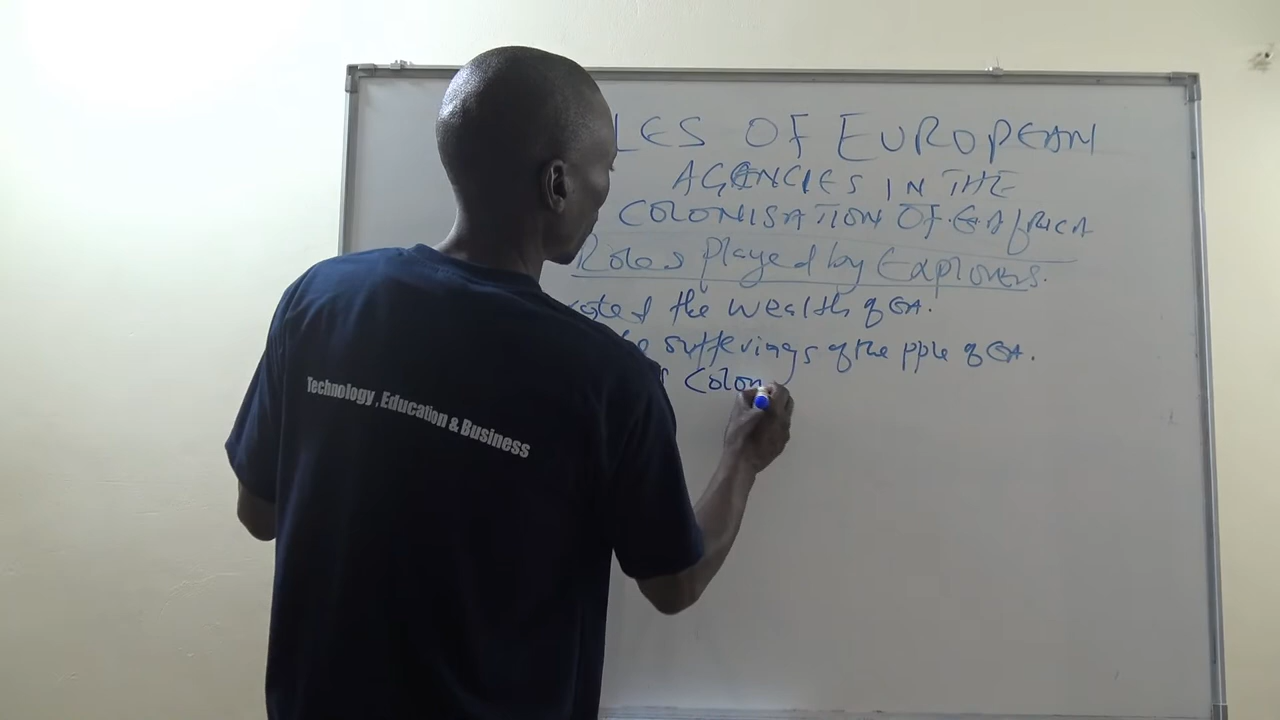 LES OF EUROPEAN
AGENCIES IN THE
COLONISATION OF E.AfRICA
Roles played by Explorers.
the wealth of EA.
sufferings of the pple of EA.
Colon
Technology , Education & Business